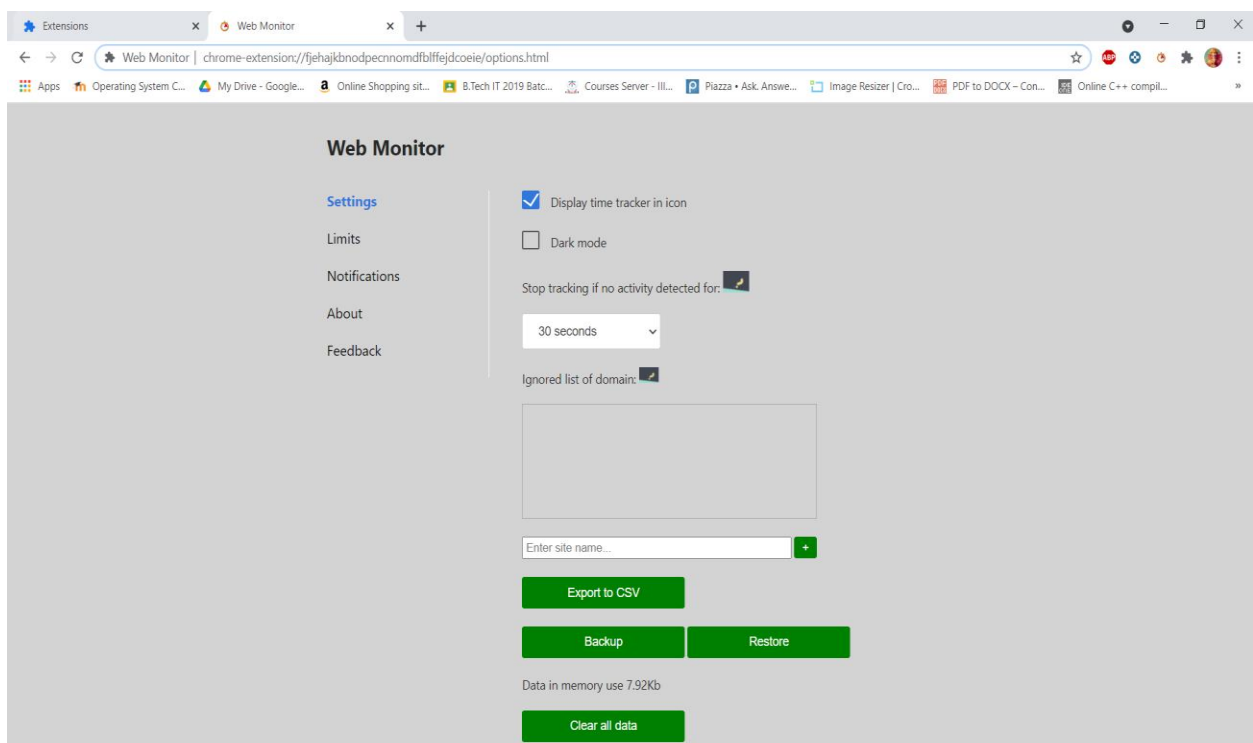 Extensions
Web Monitor
Web Monitor | chrome-extension://fjehajkbnodpecnnomdfblffejdcoeie/options.html
ABP
Apps
Operating System C...
My Drive - Google...
Online Shopping sit...
B.Tech IT 2019 Batc...
Courses Server - III...
Piazza • Ask. Answe...
Image Resizer | Cro...
PDF to DOCX – Con...
Online C++ compil...
»
Web Monitor
Settings
Limits
Notifications
About
Feedback
Display time tracker in icon
Dark mode
Stop tracking if no activity detected for:
30 seconds
Ignored list of domain:
Enter site name...
+
Export to CSV
Backup
Restore
Data in memory use 7.92Kb
Clear all data